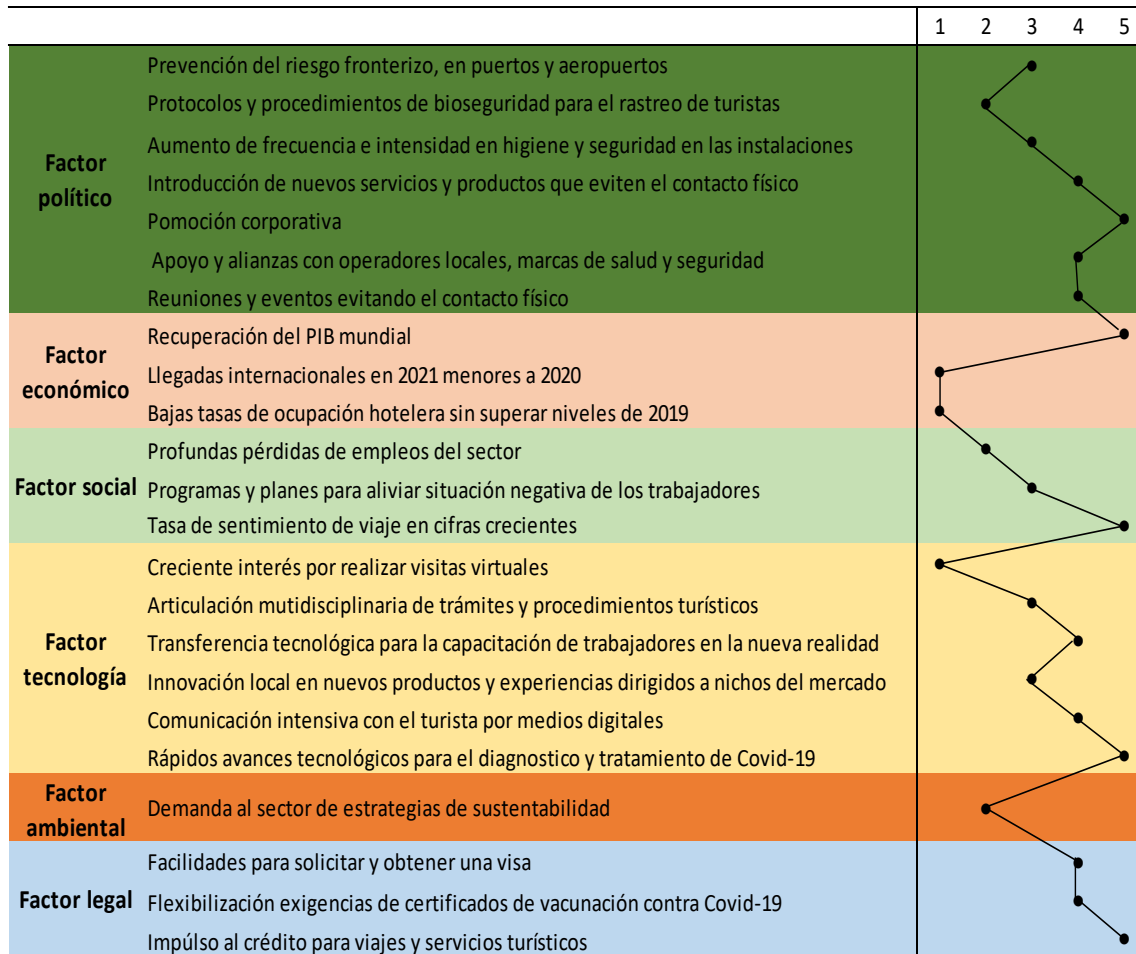 1 2 3 4 5
Factor político
Prevención del riesgo fronterizo, en puertos y aeropuertos
Protocolos y procedimientos de bioseguridad para el rastreo de turistas
Aumento de frecuencia e intensidad en higiene y seguridad en las instalaciones
Introducción de nuevos servicios y productos que eviten el contacto físico
Pomoción corporativa
Apoyo y alianzas con operadores locales, marcas de salud y seguridad
Reuniones y eventos evitando el contacto físico
Factor económico
Recuperación del PIB mundial
Llegadas internacionales en 2021 menores a 2020
Bajas tasas de ocupación hotelera sin superar niveles de 2019
Factor social
Profundas pérdidas de empleos del sector
Programas y planes para aliviar situación negativa de los trabajadores
Tasa de sentimiento de viaje en cifras crecientes
Factor tecnología
Creciente interés por realizar visitas virtuales
Articulación mutidisciplinaria de trámites y procedimientos turísticos
Transferencia tecnológica para la capacitación de trabajadores en la nueva realidad
Innovación local en nuevos productos y experiencias dirigidos a nichos del mercado
Comunicación intensiva con el turista por medios digitales
Rápidos avances tecnológicos para el diagnostico y tratamiento de Covid-19
Factor ambiental
Demanda al sector de estrategias de sustentabilidad
Factor legal
Facilidades para solicitar y obtener una visa
Flexibilización exigencias de certificados de vacunación contra Covid-19
Impúlso al crédito para viajes y servicios turísticos